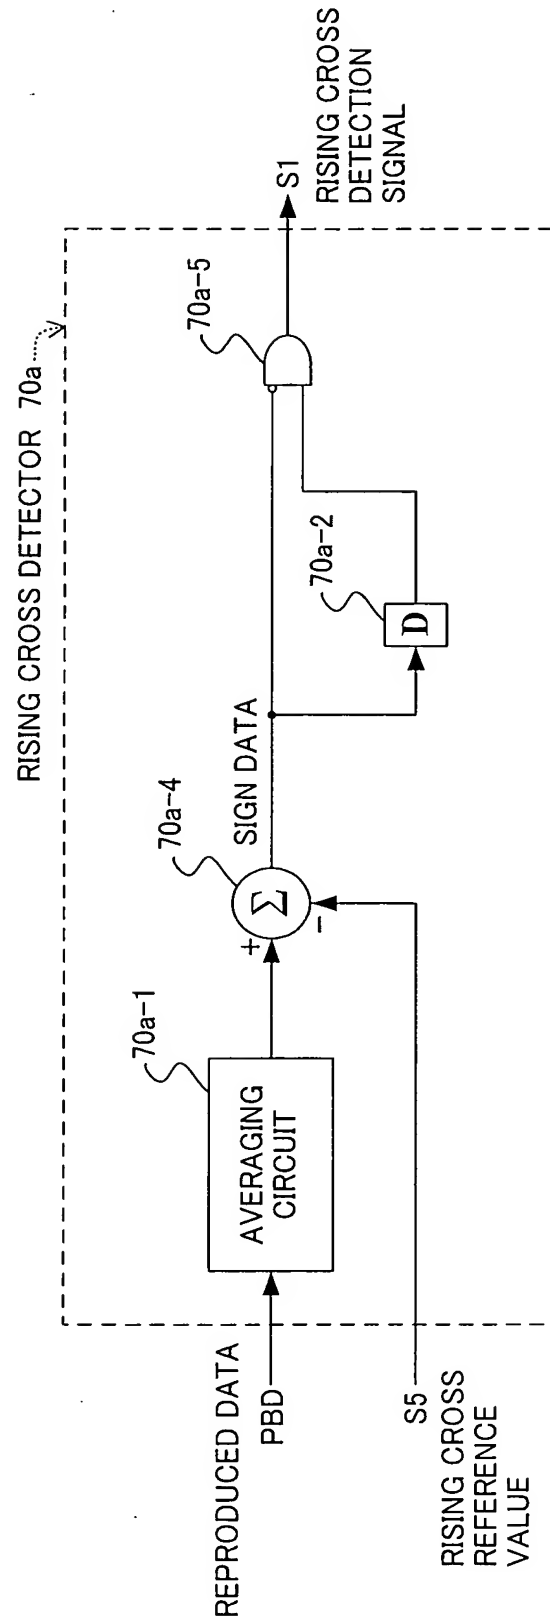 RISING CROSS DETECTOR 70a
REPRODUCED DATA
PBD
70a-1
AVERAGING
CIRCUIT
70a-4
+
Σ
−
SIGN DATA
70a-2
D
70a-5
S1
RISING CROSS
DETECTION
SIGNAL
S5
RISING CROSS
REFERENCE
VALUE